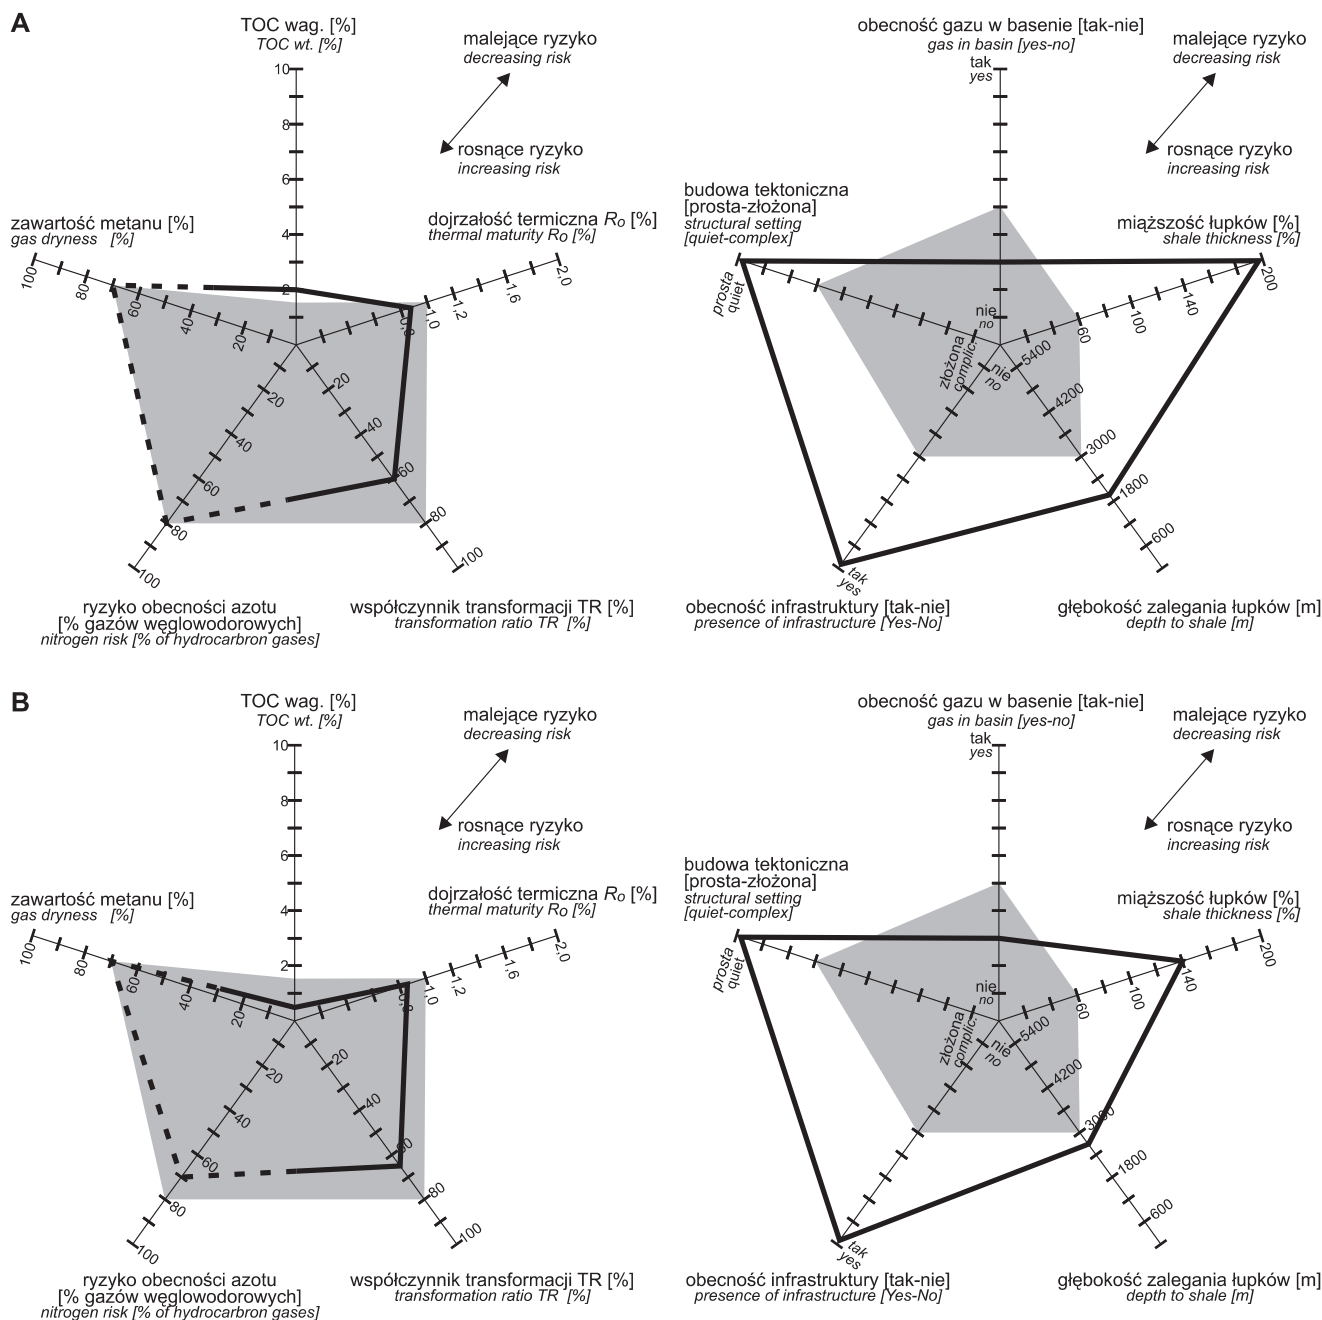 A
TOC wag. [%]
TOC wt. [%]
malejące ryzyko
decreasing risk
rosnące ryzyko
increasing risk
10
8
6
4
2
zawartość metanu [%]
gas dryness [%]
100
80
60
40
20
dojrzałość termiczna Ro [%]
thermal maturity Ro [%]
0,8
1,0
1,2
1,6
2,0
20
40
60
80
100
20
40
60
80
100
ryzyko obecności azotu
[% gazów węglowodorowych]
nitrogen risk [% of hydrocarbron gases]
współczynnik transformacji TR [%]
transformation ratio TR [%]
obecność gazu w basenie [tak-nie]
gas in basin [yes-no]
tak
yes
malejące ryzyko
decreasing risk
rosnące ryzyko
increasing risk
budowa tektoniczna
[prosta-złożona]
structural setting
[quiet-complex]
miąższość łupków [%]
shale thickness [%]
prosta
quiet
złożona
complic.
nie
no
60
100
140
200
nie
no
5400
4200
3000
1800
600
tak
yes
obecność infrastruktury [tak-nie]
presence of infrastructure [Yes-No]
głębokość zalegania łupków [m]
depth to shale [m]
B
TOC wag. [%]
TOC wt. [%]
malejące ryzyko
decreasing risk
rosnące ryzyko
increasing risk
10
8
6
4
2
zawartość metanu [%]
gas dryness [%]
100
80
60
40
20
dojrzałość termiczna Ro [%]
thermal maturity Ro [%]
0,8
1,0
1,2
1,6
2,0
20
40
60
80
100
20
40
60
80
100
ryzyko obecności azotu
[% gazów węglowodorowych]
nitrogen risk [% of hydrocarbron gases]
współczynnik transformacji TR [%]
transformation ratio TR [%]
obecność gazu w basenie [tak-nie]
gas in basin [yes-no]
tak
yes
malejące ryzyko
decreasing risk
rosnące ryzyko
increasing risk
budowa tektoniczna
[prosta-złożona]
structural setting
[quiet-complex]
miąższość łupków [%]
shale thickness [%]
prosta
quiet
złożona
complic.
nie
no
60
100
140
200
nie
no
5400
4200
3000
1800
600
tak
yes
obecność infrastruktury [tak-nie]
presence of infrastructure [Yes-No]
głębokość zalegania łupków [m]
depth to shale [m]